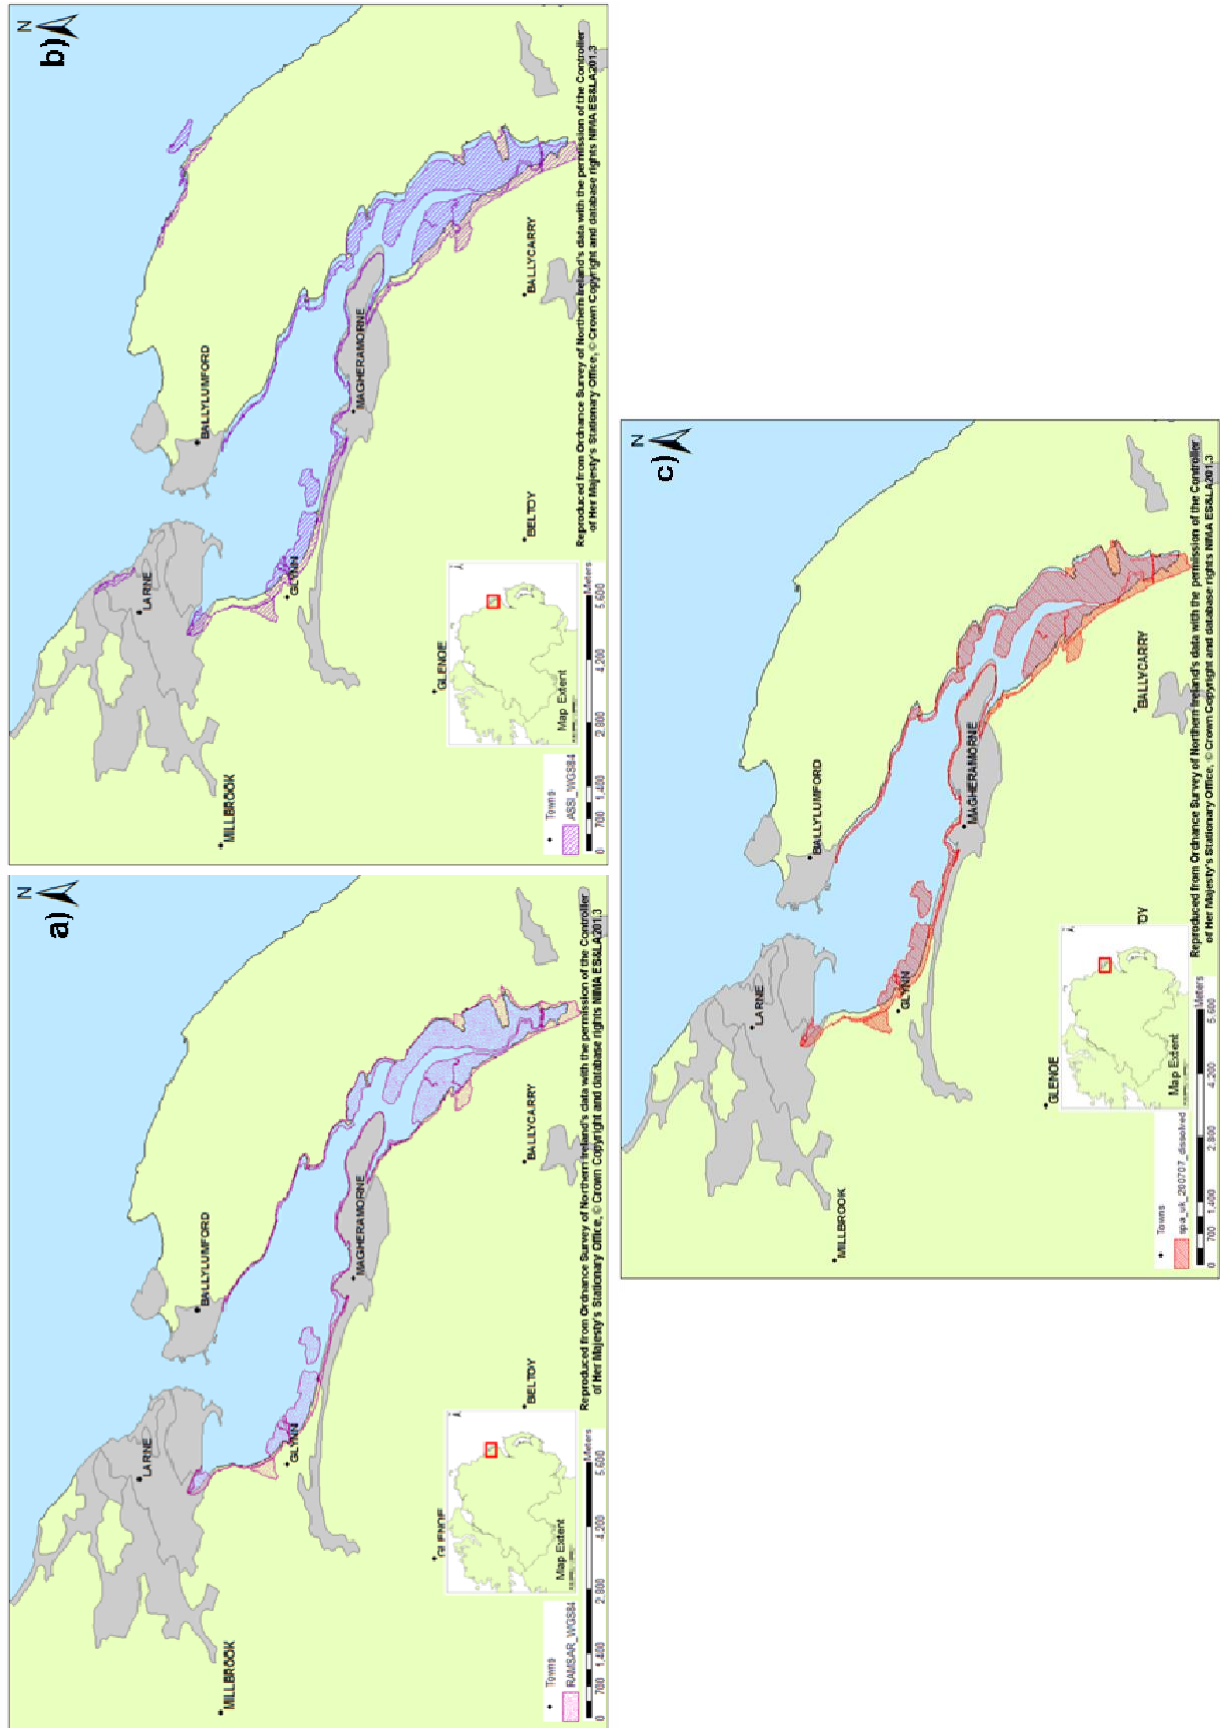 a)
N
LARNE
BALLYLUMFORD
MILLBROOK
GLYNN
MAGHERAMORNE
GLENOE
BELTOY
BALLYCARRY
Towns
RAMSAR_WGS84
Map Extent
0 700 1,400 2,800 4,200 5,600
Meters
Reproduced from Ordnance Survey of Northern Ireland's data with the permission of the Controller
of Her Majesty's Stationary Office, © Crown Copyright and database rights NIMA ES&LA201.3
b)
N
LARNE
BALLYLUMFORD
MILLBROOK
GLYNN
MAGHERAMORNE
GLENOE
BELTOY
BALLYCARRY
Towns
ASSI_WGS84
Map Extent
0 700 1,400 2,800 4,200 5,600
Meters
Reproduced from Ordnance Survey of Northern Ireland's data with the permission of the Controller
of Her Majesty's Stationary Office, © Crown Copyright and database rights NIMA ES&LA201.3
c)
N
LARNE
BALLYLUMFORD
MILLBROOK
GLYNN
MAGHERAMORNE
GLENOE
OY
BALLYCARRY
Towns
spa_uk_200707_dissolved
Map Extent
0 700 1,400 2,800 4,200 5,600
Meters
Reproduced from Ordnance Survey of Northern Ireland's data with the permission of the Controller
of Her Majesty's Stationary Office, © Crown Copyright and database rights NIMA ES&LA201.3